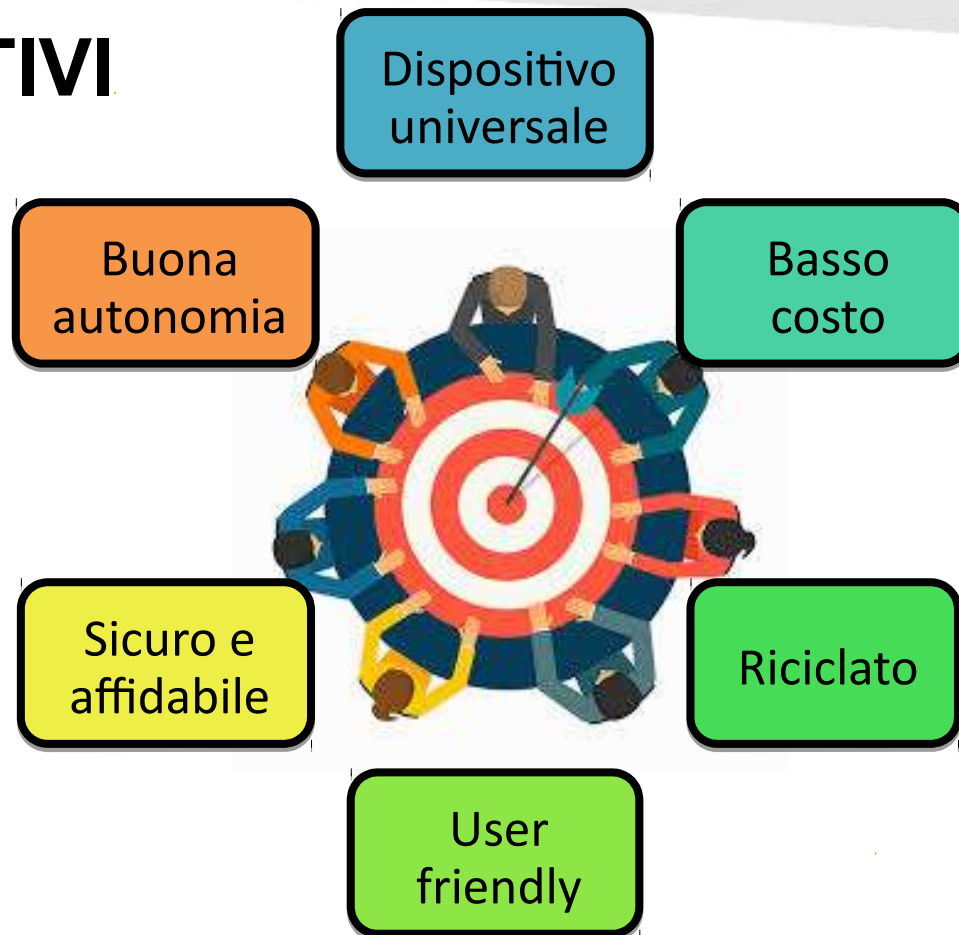 TIVI
Dispositivo
universale
Buona
autonomia
Basso
costo
Sicuro e
affidabile
Riciclato
User
friendly